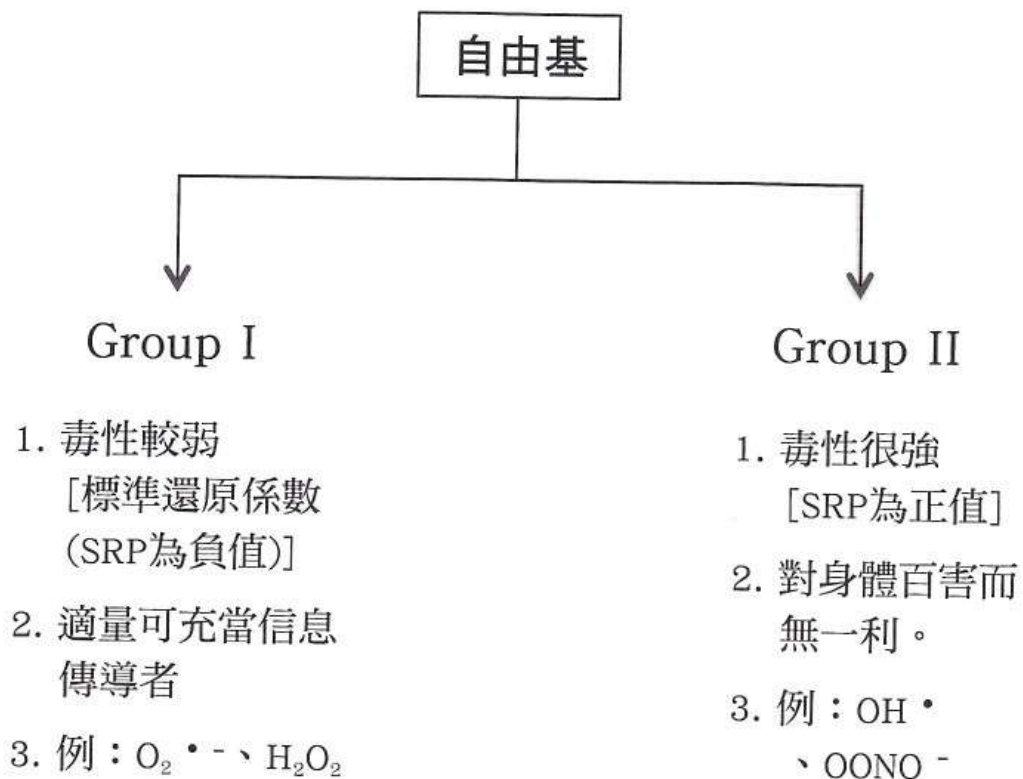 自由基
Group I
1. 毒性較弱
[標準還原係數
(SRP為負值)]
2. 適量可充當信息
傳導者
3. 例：O₂•-、H₂O₂
Group II
1. 毒性很強
[SRP為正值]
2. 對身體百害而
無一利。
3. 例：OH•
、OONO⁻